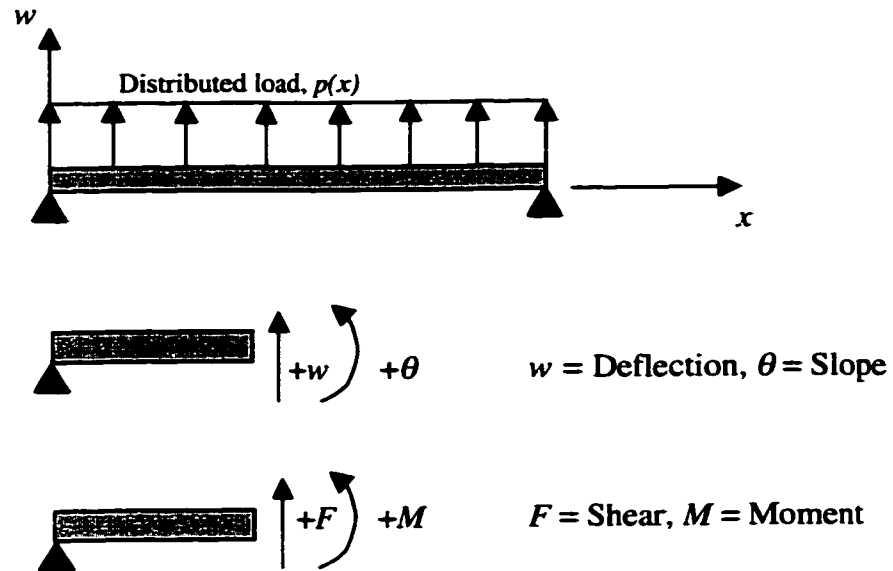 w
Distributed load, p(x)
x
+w +θ w = Deflection, θ = Slope
+F +M F = Shear, M = Moment